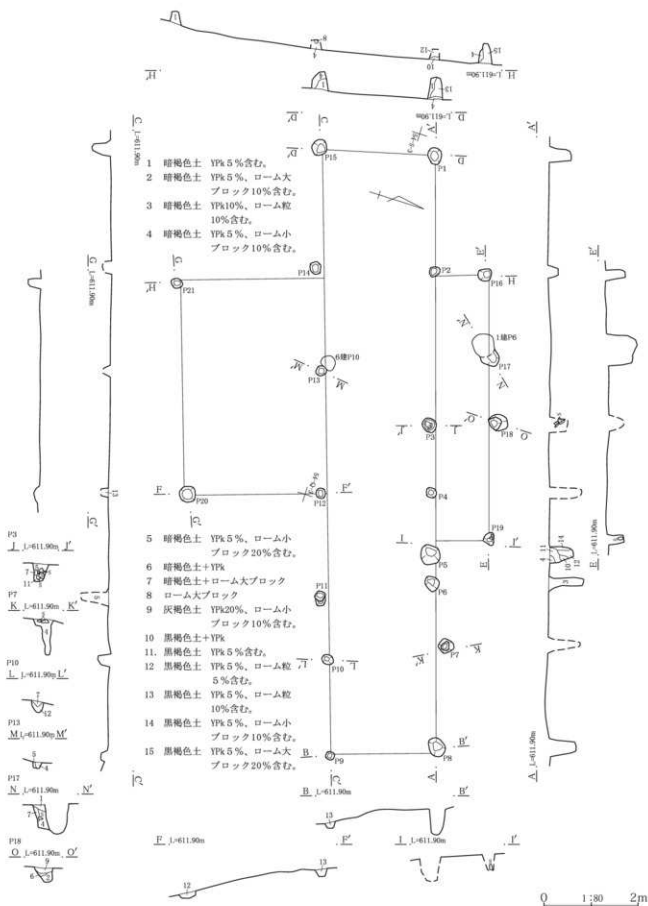 1 暗褐色土 YPk5%含む。
2 暗褐色土 YPk5%、ローム大
ブロック10%含む。
3 暗褐色土 YPk10%、ローム粒
10%含む。
4 暗褐色土 YPk5%、ローム小
ブロック10%含む。
5 暗褐色土 YPk5%、ローム小
ブロック20%含む。
6 暗褐色土+YPk
7 暗褐色土+ローム大ブロック
8 ローム大ブロック
9 灰褐色土 YPk20%、ローム小
ブロック10%含む。
10 黒褐色土+YPk
11. 黒褐色土 YPk5%含む。
12 黒褐色土 YPk5%、ローム粒
5%含む。
13 黒褐色土 YPk5%、ローム粒
10%含む。
14 黒褐色土 YPk5%、ローム小
ブロック10%含む。
15 黒褐色土 YPk5%、ローム大
ブロック20%含む。
P15
P1
P14
P2
P16
P21
1建P6
P17
6建P10
P13
P3
P18
P20
P12
P4
P19
P5
P6
P11
P10
P7
P9
P8
P3
J L=611.90m J'
P7
K L=611.90m K'
P10
L L=611.90m L'
P13
M L=611.90m M'
P17
N L=611.90m N'
P18
O L=611.90m O'
B L=611.90m B'
F L=611.90m F'
I L=611.90m I'
0 1:80 2m